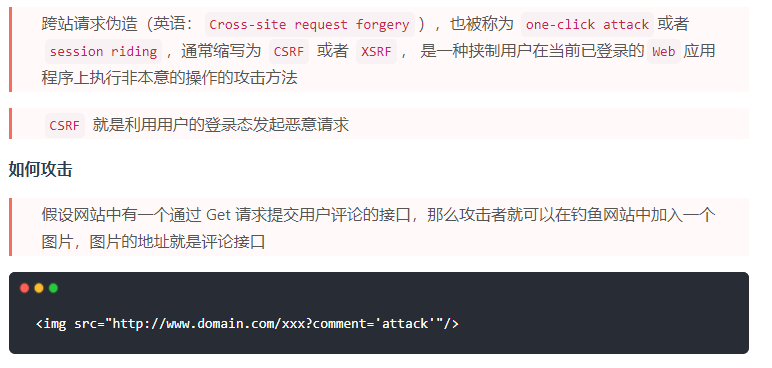 跨站请求伪造（英语：Cross-site request forgery），也被称为 one-click attack 或者
session riding，通常缩写为 CSRF 或者 XSRF， 是一种挟制用户在当前已登录的 Web 应用
程序上执行非本意的操作的攻击方法
CSRF 就是利用用户的登录态发起恶意请求
如何攻击
假设网站中有一个通过 Get 请求提交用户评论的接口，那么攻击者就可以在钓鱼网站中加入一个
图片，图片的地址就是评论接口
<img src="http://www.domain.com/xxx?comment='attack'"/>